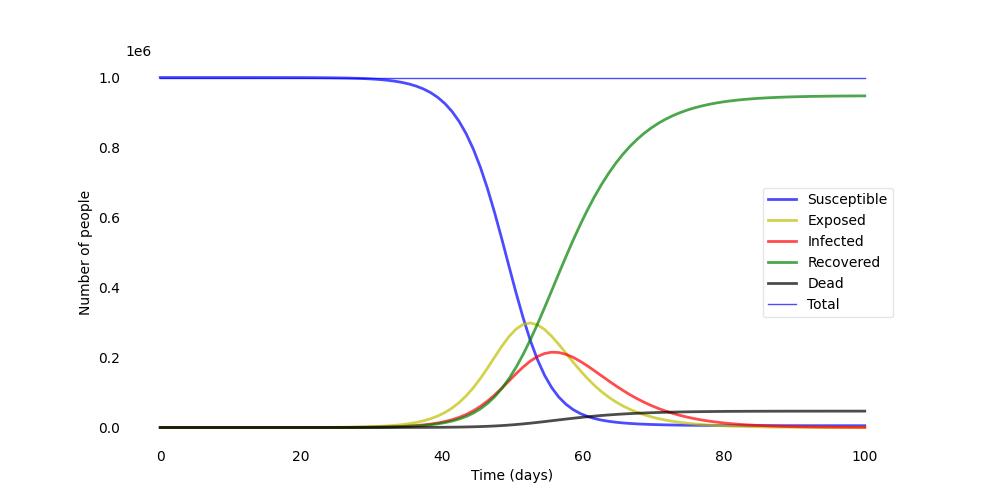 1e6
1.0
0.8
0.6
0.4
0.2
0.0
Number of people
0 20 40 60 80 100
Time (days)
Susceptible
Exposed
Infected
Recovered
Dead
Total